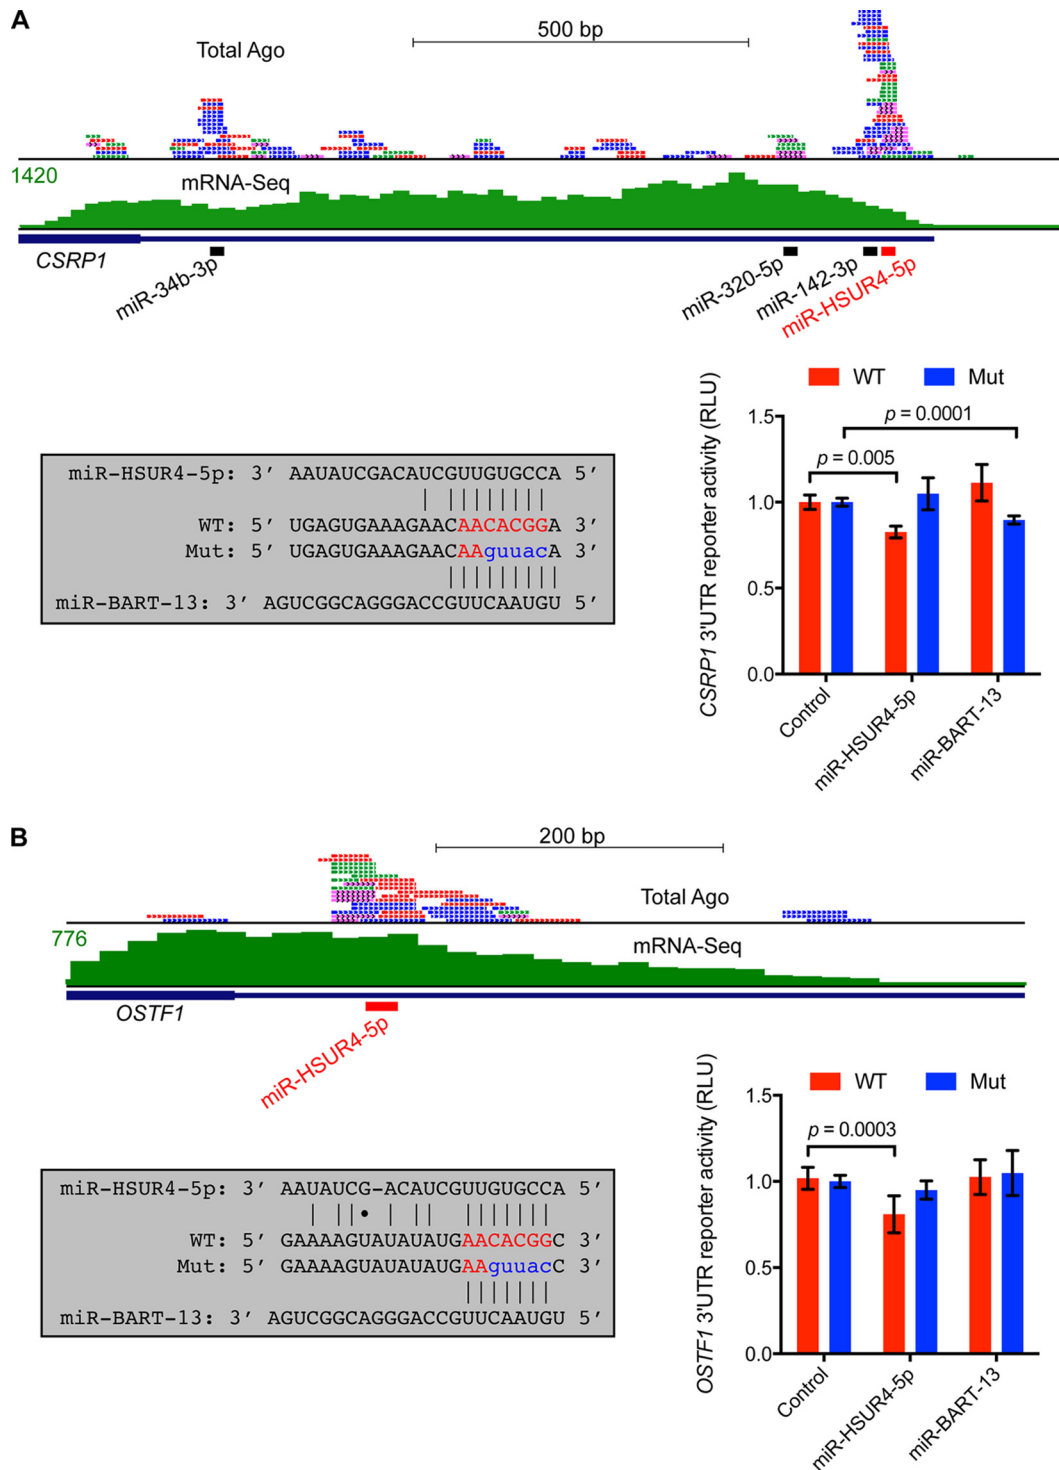 A
500 bp
Total Ago
1420
mRNA-Seq
CSRP1
miR-34b-3p
miR-320-5p
miR-142-3p
miR-HSUR4-5p
WT
Mut
CSRP1 3'UTR reporter activity (RLU)
1.5
1.0
0.5
0.0
p = 0.0001
p = 0.005
Control
miR-HSUR4-5p
miR-BART-13
miR-HSUR4-5p: 3′ AAUAUCGACAUCGUUGUGCCA 5′
WT: 5′ UGAGUGAAAGAACAACACGGA 3′
Mut: 5′ UGAGUGAAAGAACAAguuacA 3′
miR-BART-13: 3′ AGUCGGCAGGGACCGUUCAAUGU 5′
B
200 bp
Total Ago
776
mRNA-Seq
OSTF1
miR-HSUR4-5p
WT
Mut
OSTF1 3'UTR reporter activity (RLU)
1.5
1.0
0.5
0.0
p = 0.0003
Control
miR-HSUR4-5p
miR-BART-13
miR-HSUR4-5p: 3′ AAUAUCG-ACAUCGUUGUGCCA 5′
WT: 5′ GAAAAGUAUAUAUGAACACGGC 3′
Mut: 5′ GAAAAGUAUAUAUGAAguuacC 3′
miR-BART-13: 3′ AGUCGGCAGGGACCGUUCAAUGU 5′